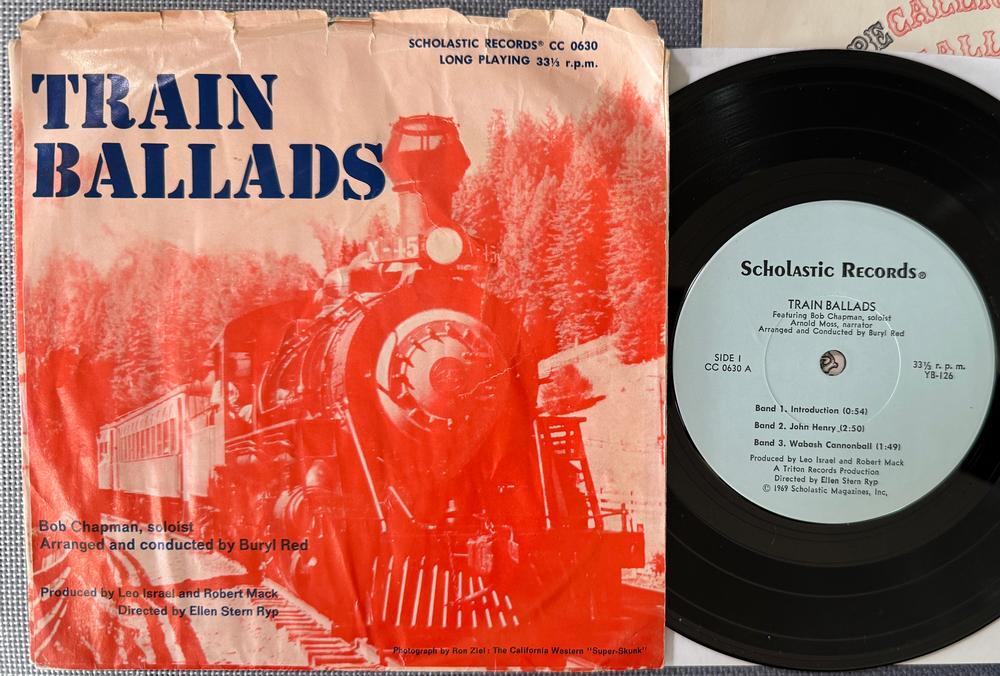 SCHOLASTIC RECORDS® CC 0630
LONG PLAYING 33⅓ r.p.m.
TRAIN
BALLADS
X-45
Bob Chapman, soloist
Arranged and conducted by Buryl Red
Produced by Leo Israel and Robert Mack
Directed by Ellen Stern Ryp
Photograph by Ron Ziel : The California Western "Super-Skunk"
SCHOLASTIC RECORDS®
TRAIN BALLADS
Featuring Bob Chapman, soloist
Arnold Moss, narrator
Arranged and Conducted by Buryl Red
SIDE I
CC 0630 A
33⅓ r. p. m.
YB-126
Band 1. Introduction (0:54)
Band 2. John Henry (2:50)
Band 3. Wabash Cannonball (1:49)
Produced by Leo Israel and Robert Mack
A Triton Records Production
Directed by Ellen Stern Ryp
© 1969 Scholastic Magazines, Inc,